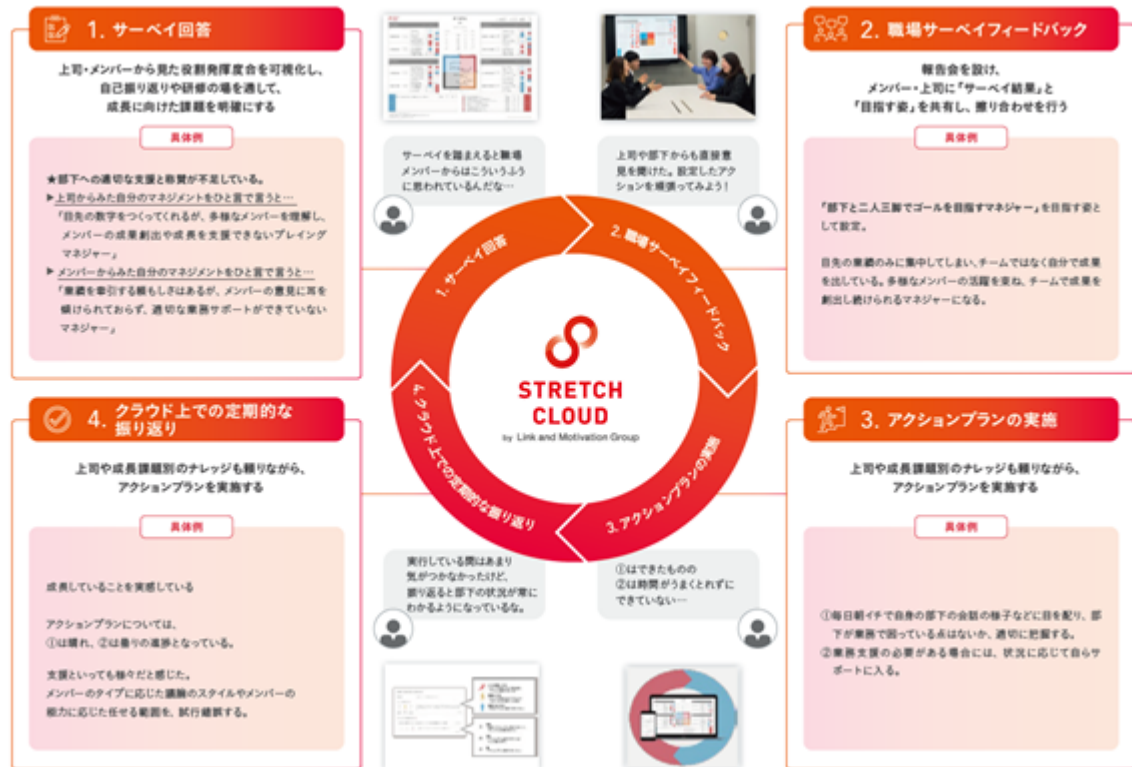 1. サーベイ回答
上司・メンバーから見た役割発揮度合を可視化し、
自己振り返りや研修の場を通して、
成長に向けた課題を明確にする
具体例
★部下への適切な支援と称賛が不足している。
▶上司からみた自分のマネジメントをひと言で言うと…
「目先の数字をつくってくれるが、多様なメンバーを理解し、
メンバーの成果創出や成長を支援できないプレイング
マネジャー」
▶メンバーからみた自分のマネジメントをひと言で言うと…
「業績を牽引する頼もしさはあるが、メンバーの意見に耳を
傾けられておらず、適切な業務サポートができていない
マネジャー」
サーベイを踏まえると職場
メンバーからはこういうふう
に思われているんだな…
上司や部下からも直接意
見を聞けた。設定したアク
ションを頑張ってみよう！
2. 職場サーベイフィードバック
報告会を設け、
メンバー・上司に「サーベイ結果」と
「目指す姿」を共有し、擦り合わせを行う
具体例
「部下と二人三脚でゴールを目指すマネジャー」を目指す姿と
して設定。
目先の業績のみに集中してしまい、チームではなく自分で成果
を出している。多様なメンバーの活躍を束ね、チームで成果を
創出し続けられるマネジャーになる。
1. サーベイ回答
2. 職場サーベイフィードバック
3. アクションプランの実施
4. クラウド上での定期的な振り返り
STRETCH
CLOUD
by Link and Motivation Group
4. クラウド上での定期的な
振り返り
上司や成長課題別のナレッジも頼りながら、
アクションプランを実施する
具体例
成長していることを実感している
アクションプランについては、
①は晴れ、②は曇りの進捗となっている。
支援といっても様々だと感じた。
メンバーのタイプに応じた議論のスタイルやメンバーの
能力に応じた任せる範囲を、試行錯誤する。
実行している間はあまり
気がつかなかったけど、
振り返ると部下の状況が常に
わかるようになっているな。
①はできたものの
②は時間がうまくとれずに
できていない…
3. アクションプランの実施
上司や成長課題別のナレッジも頼りながら、
アクションプランを実施する
具体例
①毎日朝イチで自身の部下の会話の様子などに目を配り、部
下が業務で困っている点はないか、適切に把握する。
②業務支援の必要がある場合には、状況に応じて自らサ
ポートに入る。